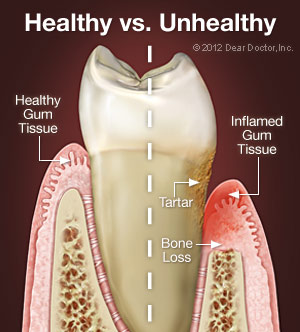 Healthy vs. Unhealthy
© 2012 Dear Doctor, Inc.
Healthy
Gum
Tissue
Inflamed
Gum
Tissue
Tartar
Bone
Loss